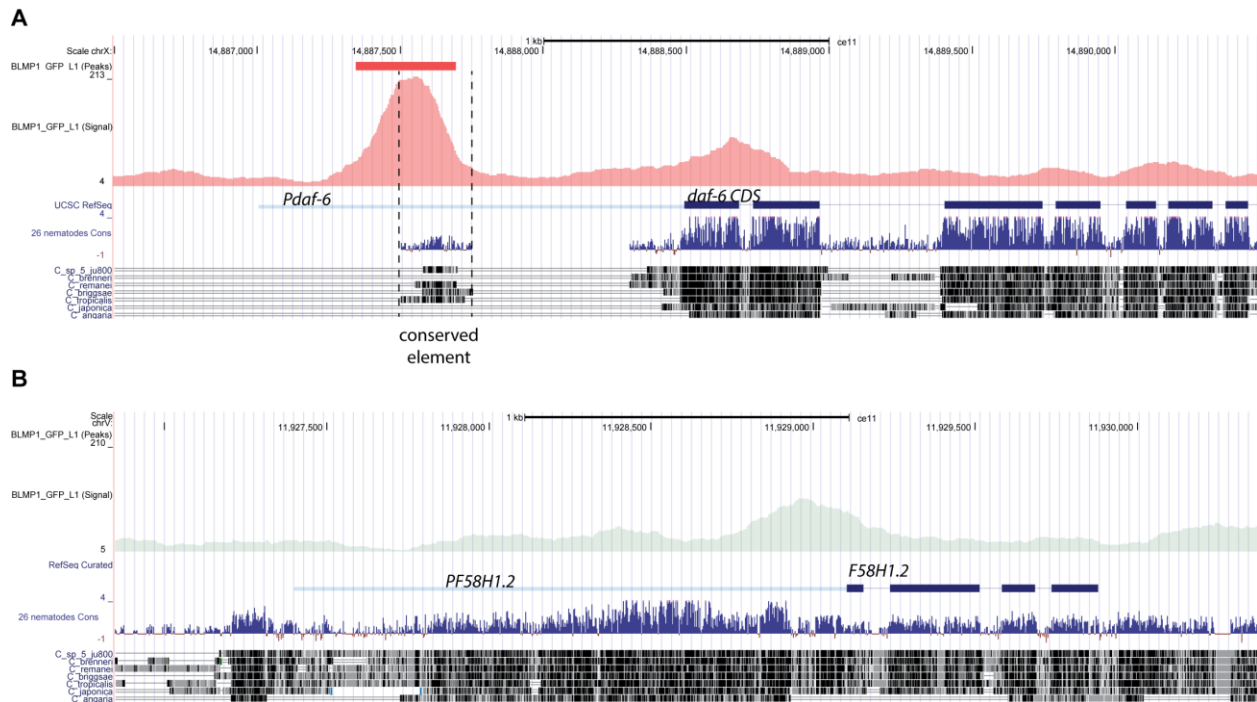 A
Scale chrX:
1 kb
ce11
14,887,000
14,887,500
14,888,000
14,888,500
14,889,000
14,889,500
14,890,000
BLMP1_GFP_L1 (Peaks)
213
BLMP1_GFP_L1 (Signal)
4
Pdaf-6
daf-6 CDS
UCSC RefSeq
4
26 nematodes Cons
-1
C_sp_5_ju800
C_brenneri
C_remanei
C_briggsae
C_tropicalis
C_japonica
C_angaria
conserved
element
B
Scale
chrV:
1 kb
ce11
11,927,500
11,928,000
11,928,500
11,929,000
11,929,500
11,930,000
BLMP1_GFP_L1 (Peaks)
210
BLMP1_GFP_L1 (Signal)
5
RefSeq Curated
PF58H1.2
F58H1.2
4
26 nematodes Cons
-1
C_sp_5_ju800
C_brenneri
C_remanei
C_briggsae
C_tropicalis
C_japonica
C_angaria